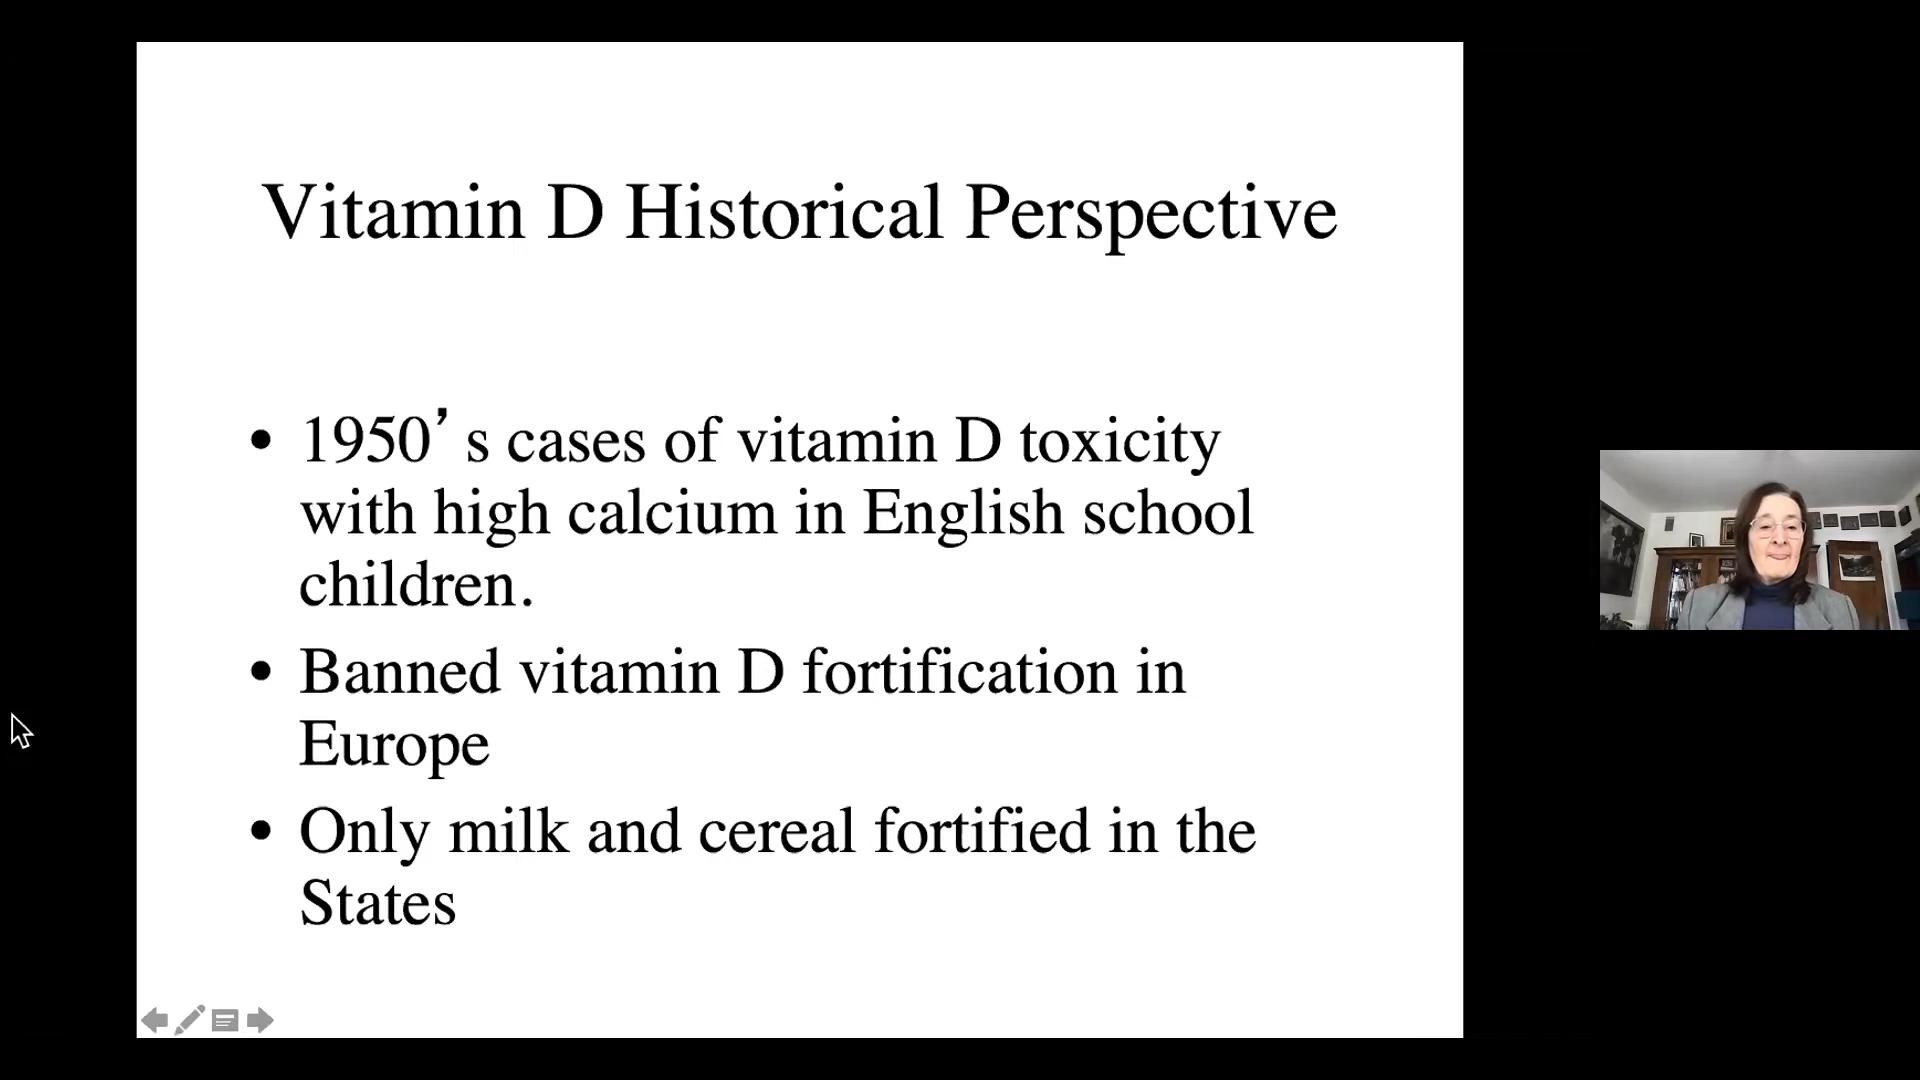 Vitamin D Historical Perspective
• 1950’s cases of vitamin D toxicity
with high calcium in English school
children.
• Banned vitamin D fortification in
Europe
• Only milk and cereal fortified in the
States